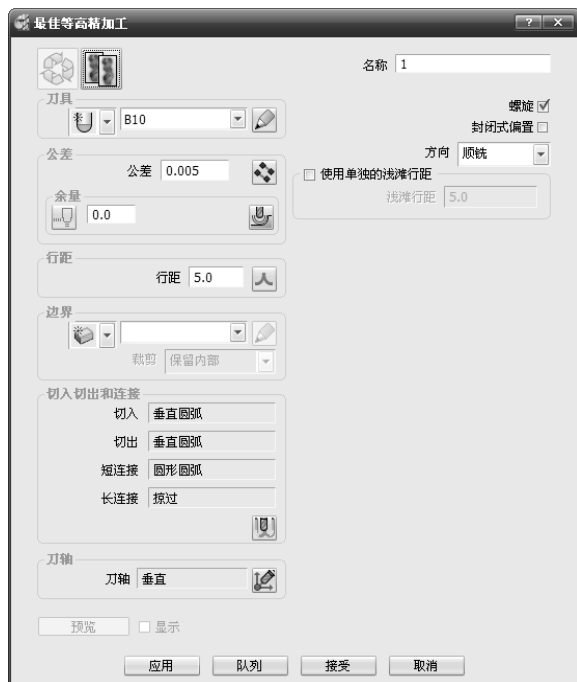 最佳等高精加工
名称 1
刀具
B10
螺旋
封闭式偏置
方向 顺铣
公差
公差 0.005
使用单独的浅滩行距
浅滩行距 5.0
余量
0.0
行距
行距 5.0
边界
裁剪 保留内部
切入切出和连接
切入 垂直圆弧
切出 垂直圆弧
短连接 圆形圆弧
长连接 掠过
刀轴
刀轴 垂直
预览 显示
应用 队列 接受 取消